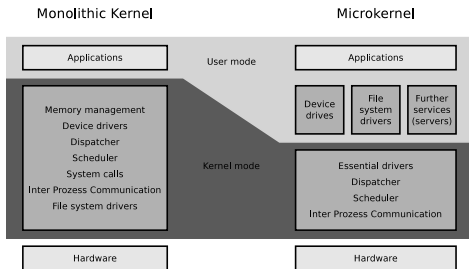 Monolithic Kernel
Microkernel
Applications
User mode
Applications
Memory management
Device drivers
Dispatcher
Scheduler
System calls
Inter Prozess Communication
File system drivers
Kernel mode
Device
drives
File
system
drivers
Further
services
(servers)
Essential drivers
Dispatcher
Scheduler
Inter Prozess Communication
Hardware
Hardware